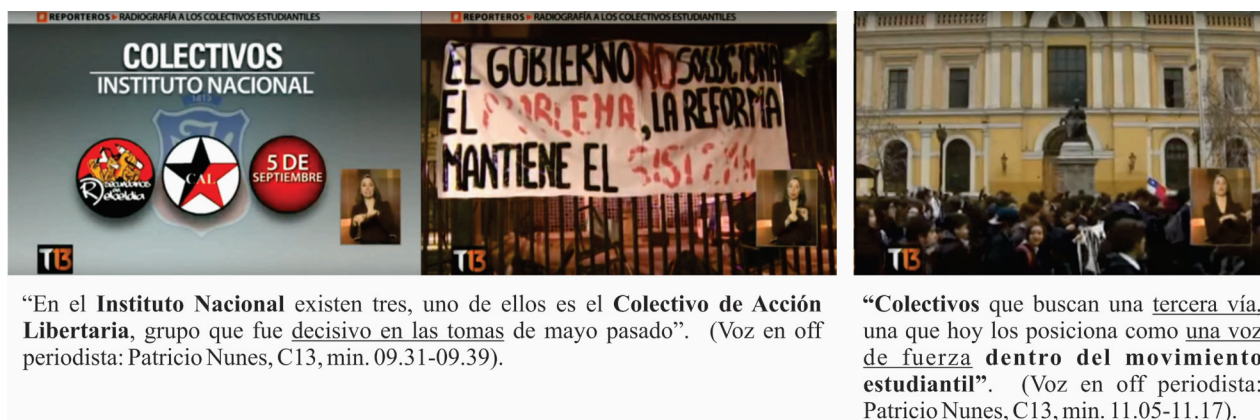 REPORTEROS ▸ RADIOGRAFÍA A LOS COLECTIVOS ESTUDIANTILES
COLECTIVOS
INSTITUTO NACIONAL
1813
Secundarios
en
Rebeldía
CAL
5 DE
SEPTIEMBRE
T13
REPORTEROS ▸ RADIOGRAFÍA A LOS COLECTIVOS ESTUDIANTILES
EL GOBIERNO NO SOLUCIONA
EL PROBLEMA, LA REFORMA
MANTIENE EL SISTEMA
T13
T13
“En el Instituto Nacional existen tres, uno de ellos es el Colectivo de Acción
Libertaria, grupo que fue decisivo en las tomas de mayo pasado”. (Voz en off
periodista: Patricio Nunes, C13, min. 09.31-09.39).
“Colectivos que buscan una tercera vía,
una que hoy los posiciona como una voz
de fuerza dentro del movimiento
estudiantil”. (Voz en off periodista:
Patricio Nunes, C13, min. 11.05-11.17).